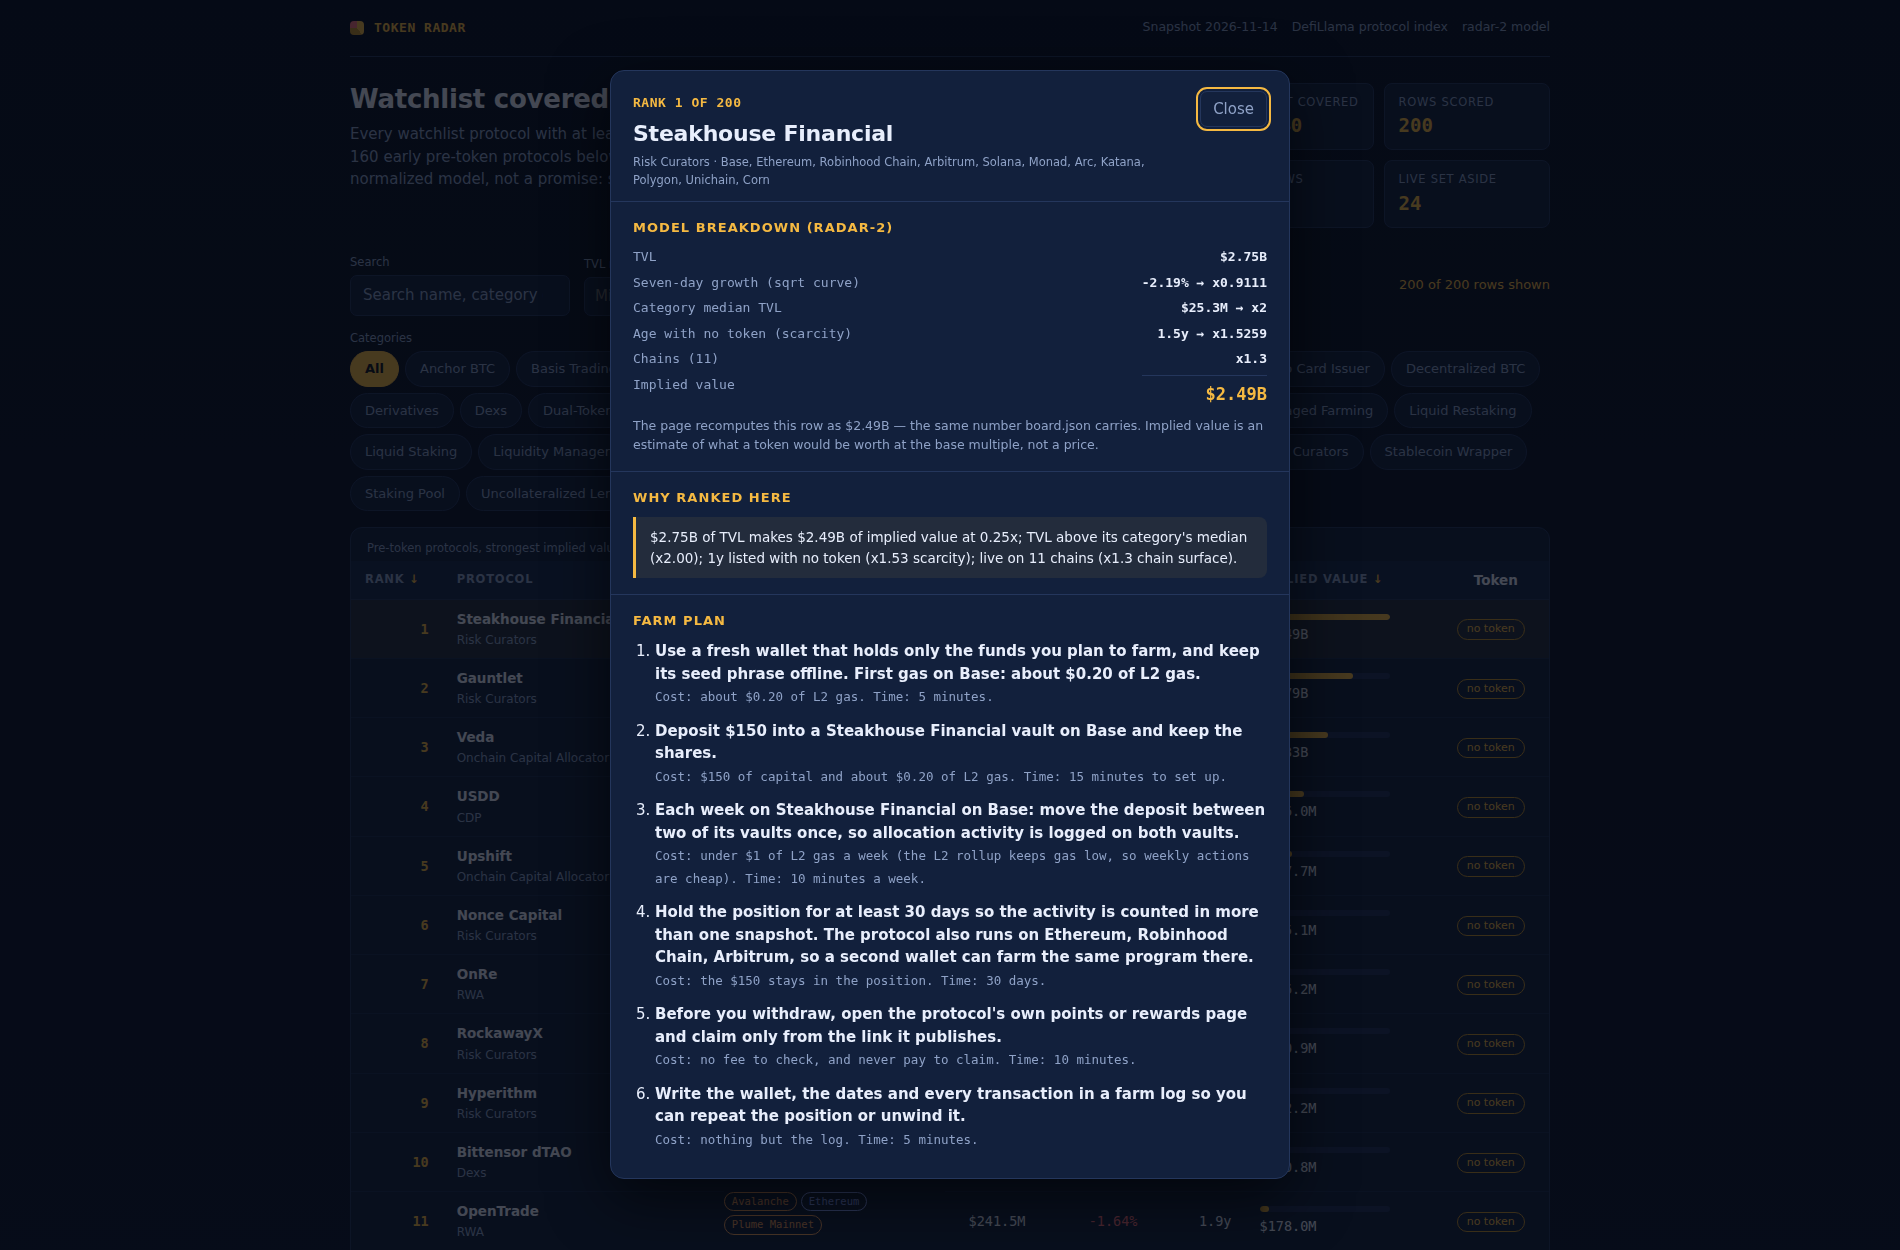 TOKEN RADAR
Snapshot 2026-11-14 DefiLlama protocol index radar-2 model
Watchlist covered
Every watchlist protocol with at
160 early pre-token protocols
normalized model, not a promise:
COVERED
ROWS SCORED
200
LIVE SET ASIDE
24
Search
TVL
Search name, category
200 of 200 rows shown
Categories
All
Anchor BTC
Card Issuer
Decentralized BTC
Derivatives
Dexs
Farming
Liquid Restaking
Liquid Staking
Curators
Stablecoin Wrapper
Staking Pool
Pre-token protocols, strongest implied
RANK ↓
PROTOCOL
VALUE ↓
Token
1
Steakhouse
Risk Curators
no token
2
Gauntlet
Risk Curators
no token
3
Veda
Onchain Capital
no token
4
USDD
CDP
no token
5
Upshift
Onchain Capital
no token
6
Nonce Capital
Risk Curators
no token
7
OnRe
RWA
no token
8
RockawayX
Risk Curators
no token
9
Hyperithm
Risk Curators
no token
10
Bittensor dTAO
Dexs
no token
11
OpenTrade
RWA
Avalanche
Ethereum
Plume Mainnet
$241.5M
-1.64%
1.9y
$178.0M
no token
RANK 1 OF 200
Close
Steakhouse Financial
Risk Curators · Base, Ethereum, Robinhood Chain, Arbitrum, Solana, Monad, Arc, Katana,
Polygon, Unichain, Corn
MODEL BREAKDOWN (RADAR-2)
TVL $2.75B
Seven-day growth (sqrt curve) -2.19% → x0.9111
Category median TVL $25.3M → x2
Age with no token (scarcity) 1.5y → x1.5259
Chains (11) x1.3
Implied value $2.49B
The page recomputes this row as $2.49B — the same number board.json carries. Implied value is an
estimate of what a token would be worth at the base multiple, not a price.
WHY RANKED HERE
$2.75B of TVL makes $2.49B of implied value at 0.25x; TVL above its category's median
(x2.00); 1y listed with no token (x1.53 scarcity); live on 11 chains (x1.3 chain surface).
FARM PLAN
1. Use a fresh wallet that holds only the funds you plan to farm, and keep
its seed phrase offline. First gas on Base: about $0.20 of L2 gas.
Cost: about $0.20 of L2 gas. Time: 5 minutes.
2. Deposit $150 into a Steakhouse Financial vault on Base and keep the
shares.
Cost: $150 of capital and about $0.20 of L2 gas. Time: 15 minutes to set up.
3. Each week on Steakhouse Financial on Base: move the deposit between
two of its vaults once, so allocation activity is logged on both vaults.
Cost: under $1 of L2 gas a week (the L2 rollup keeps gas low, so weekly actions
are cheap). Time: 10 minutes a week.
4. Hold the position for at least 30 days so the activity is counted in more
than one snapshot. The protocol also runs on Ethereum, Robinhood
Chain, Arbitrum, so a second wallet can farm the same program there.
Cost: the $150 stays in the position. Time: 30 days.
5. Before you withdraw, open the protocol's own points or rewards page
and claim only from the link it publishes.
Cost: no fee to check, and never pay to claim. Time: 10 minutes.
6. Write the wallet, the dates and every transaction in a farm log so you
can repeat the position or unwind it.
Cost: nothing but the log. Time: 5 minutes.